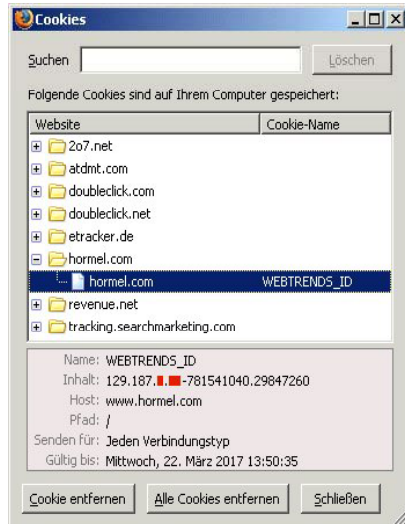 Cookies
Suchen Löschen
Folgende Cookies sind auf Ihrem Computer gespeichert:
Website Cookie-Name
2o7.net
atdmt.com
doubleclick.com
doubleclick.net
etracker.de
hormel.com
hormel.com WEBTRENDS_ID
revenue.net
tracking.searchmarketing.com
Name: WEBTRENDS_ID
Inhalt: 129.187. . -781541040.29847260
Host: www.hormel.com
Pfad: /
Senden für: Jeden Verbindungstyp
Gültig bis: Mittwoch, 22. März 2017 13:50:35
Cookie entfernen Alle Cookies entfernen Schließen